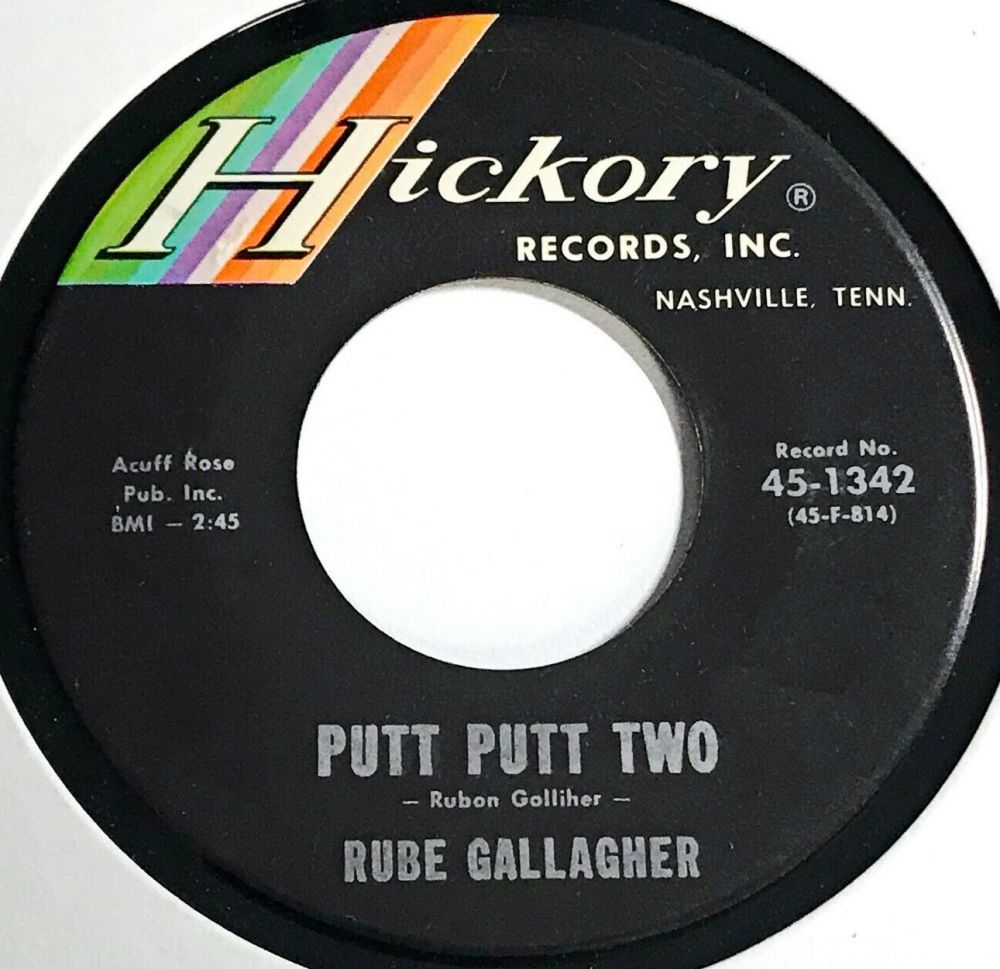 Hickory ®
RECORDS, INC.
NASHVILLE, TENN.
Acuff Rose
Pub. Inc.
BMI — 2:45
Record No.
45-1342
(45-F-814)
PUTT PUTT TWO
— Rubon Golliher —
RUBE GALLAGHER